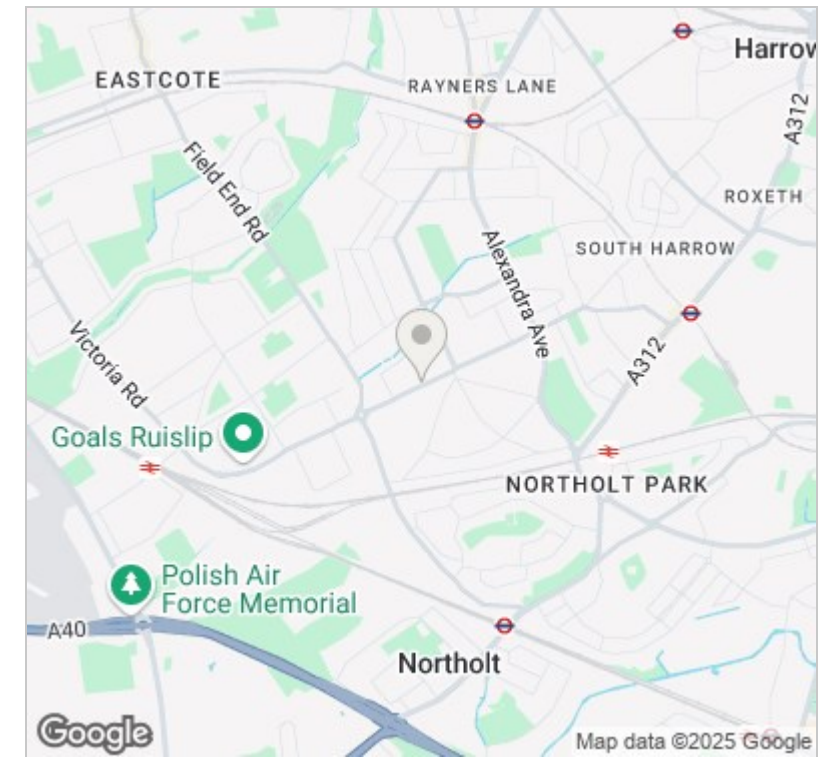 Harrow
EASTCOTE
RAYNERS LANE
A312
Field End Rd
ROXETH
Alexandra Ave
SOUTH HARROW
Victoria Rd
A312
Goals Ruislip
NORTHOLT PARK
Polish Air
Force Memorial
A40
Northolt
Google
Map data ©2025 Google